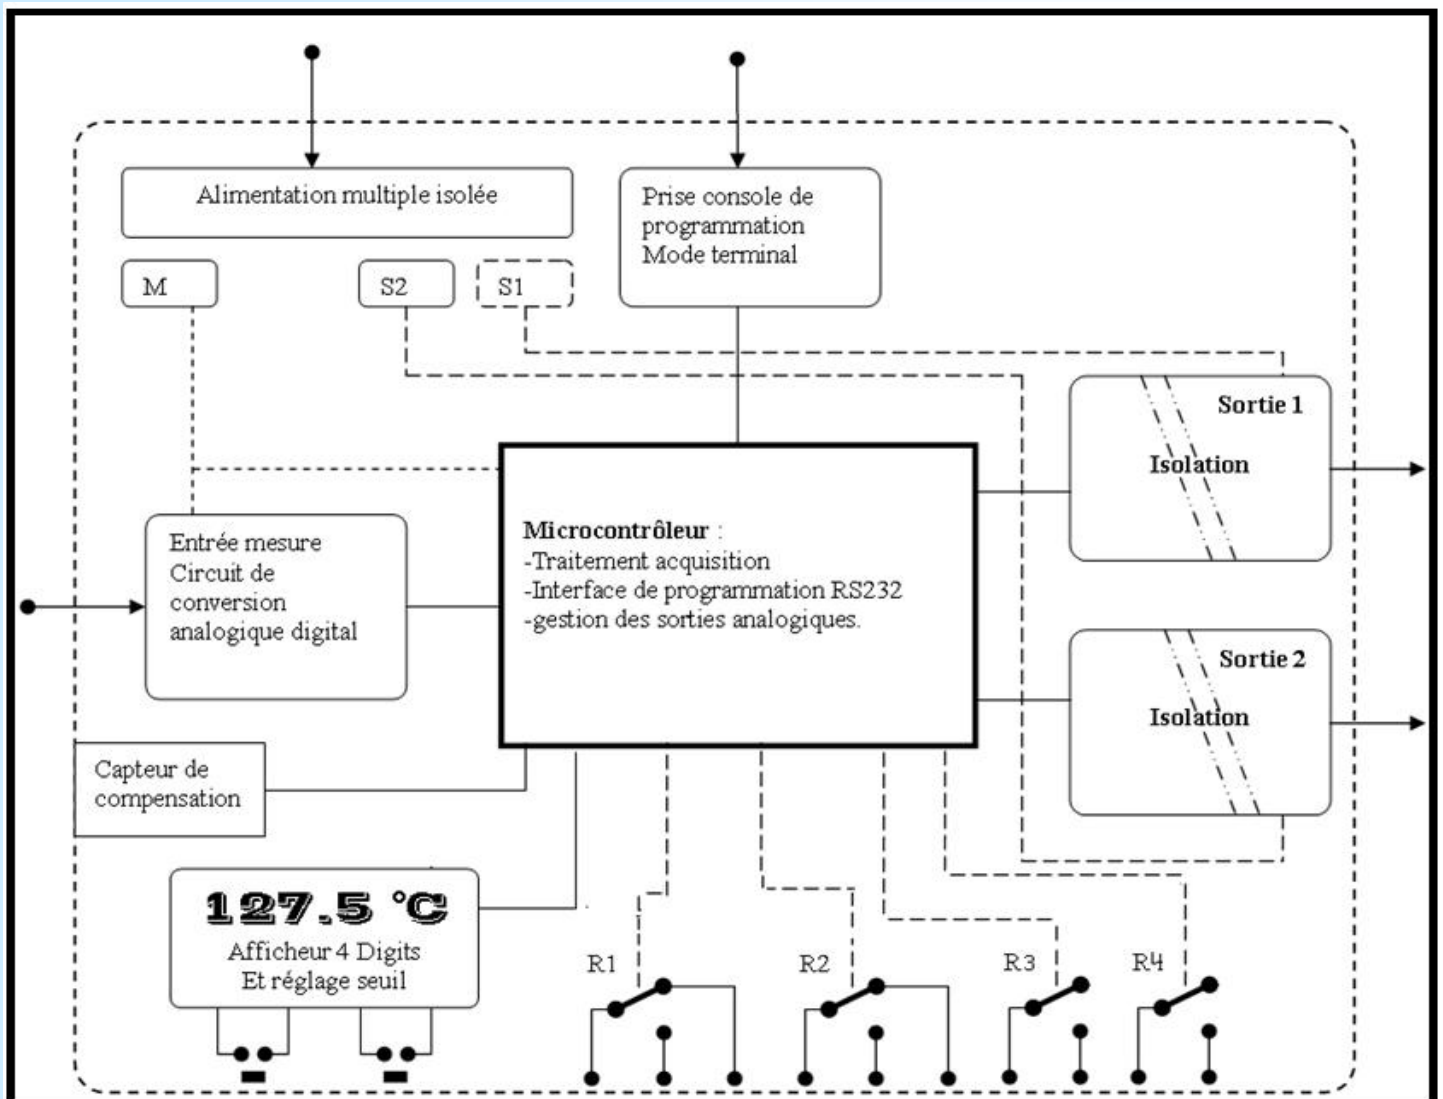 Alimentation multiple isolée
Prise console de
programmation
Mode terminal
M
S2
S1
Sortie 1
Isolation
Entrée mesure
Circuit de
conversion
analogique digital
Microcontrôleur :
-Traitement acquisition
-Interface de programmation RS232
-gestion des sorties analogiques.
Sortie 2
Isolation
Capteur de
compensation
127.5 °C
Afficheur 4 Digits
Et réglage seuil
R1
R2
R3
R4